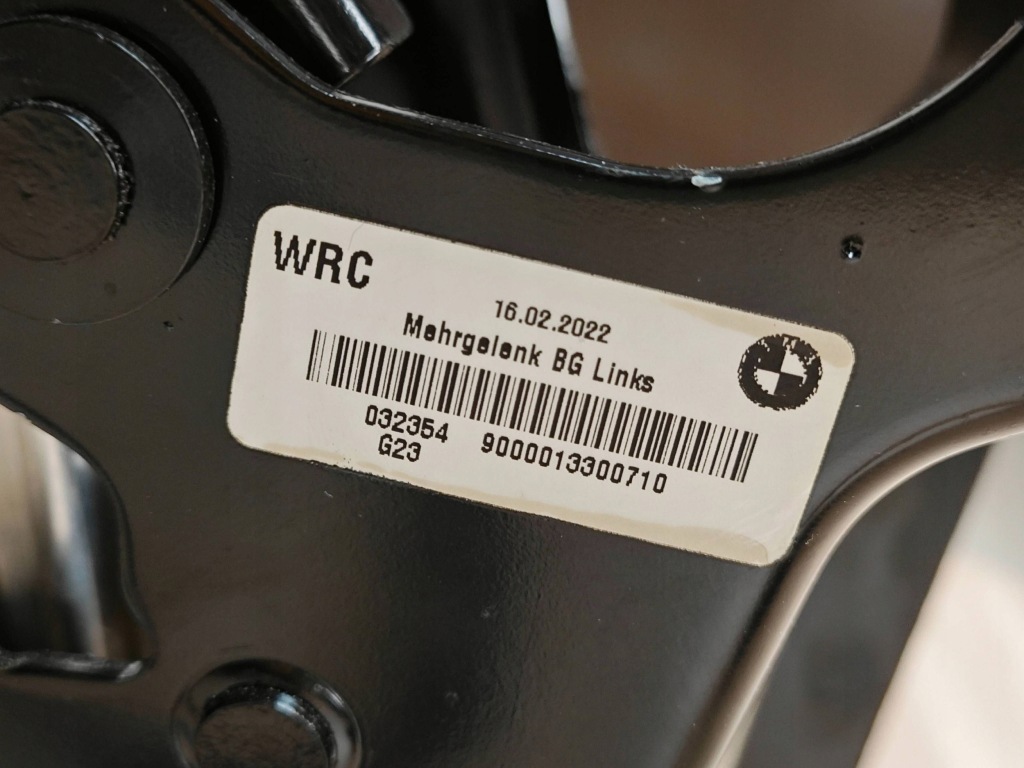 WRC
16.02.2022
Mehrgelenk BG Links
032354 9000013300710
G23